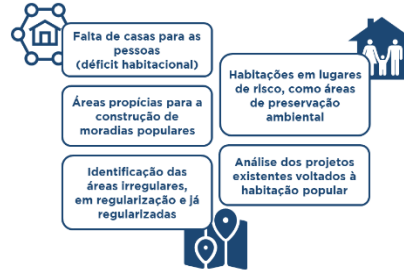 Falta de casas para as
pessoas
(déficit habitacional)
Áreas propícias para a
construção de
moradias populares
Identificação das
áreas irregulares,
em regularização e já
regularizadas
Habitações em lugares
de risco, como áreas
de preservação
ambiental
Análise dos projetos
existentes voltados à
habitação popular